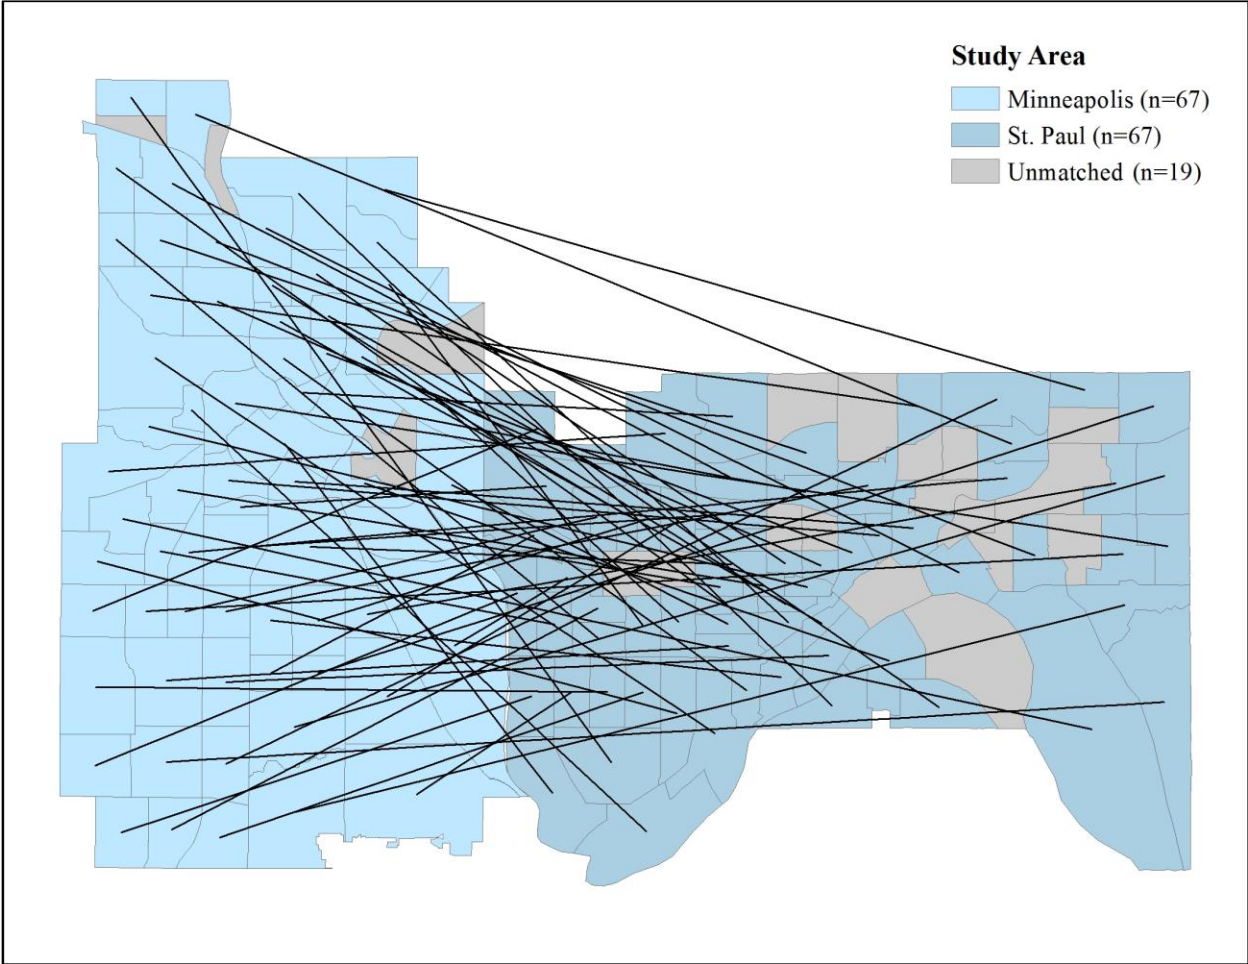 Study Area
Minneapolis (n=67)
St. Paul (n=67)
Unmatched (n=19)